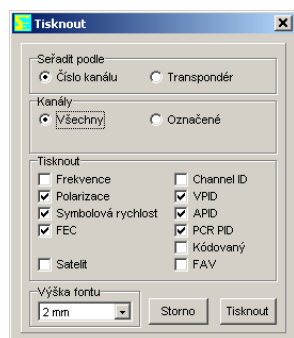 Tisknout
Seřadit podle
Číslo kanálu Transpondér
Kanály
Všechny Označené
Tisknout
Frekvence Channel ID
Polarizace VPID
Symbolová rychlost APID
FEC PCR PID
Kódovaný
Satelit FAV
Výška fontu
2 mm Storno Tisknout